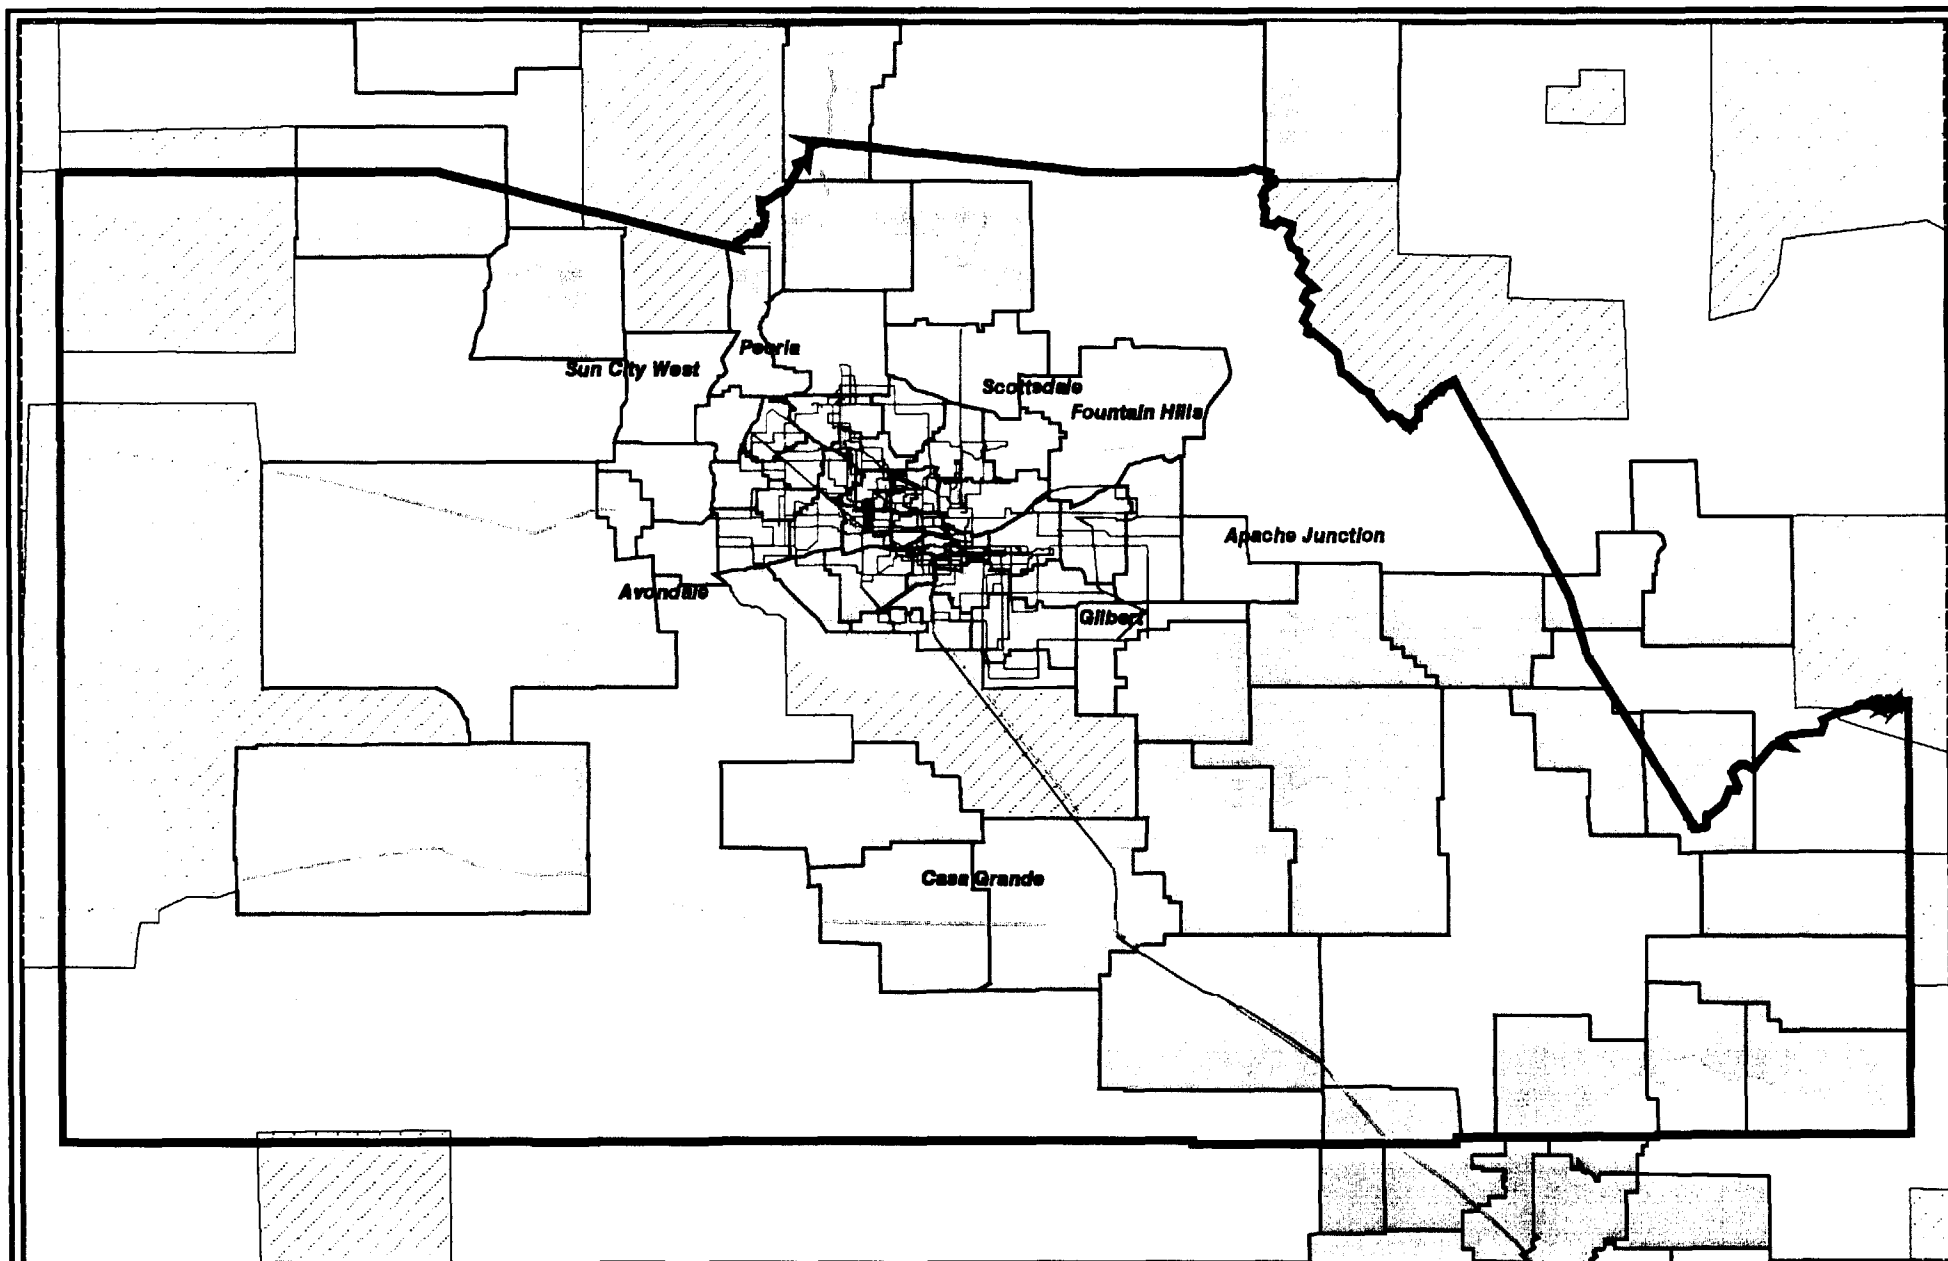 Peoria
Sun City West
Scottsdale
Fountain Hills
Apache Junction
Avondale
Gilbert
Casa Grande